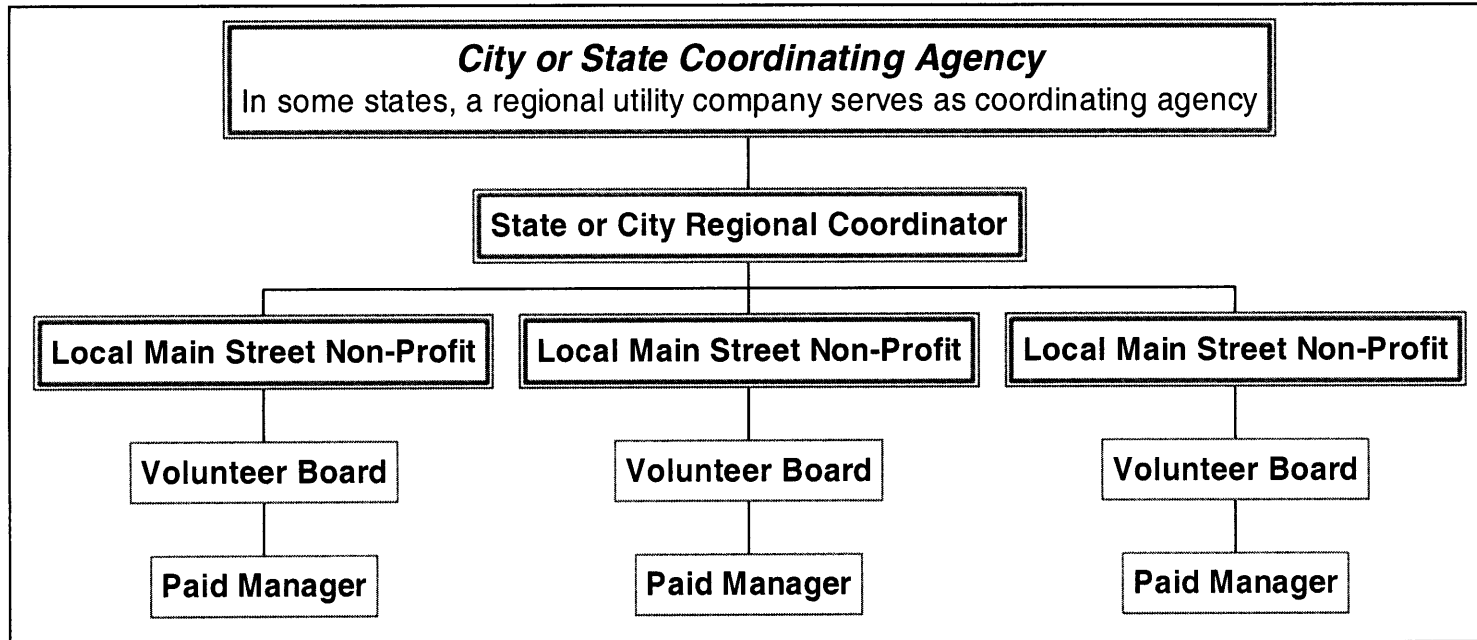 City or State Coordinating Agency
In some states, a regional utility company serves as coordinating agency
State or City Regional Coordinator
Local Main Street Non-Profit
Local Main Street Non-Profit
Local Main Street Non-Profit
Volunteer Board
Volunteer Board
Volunteer Board
Paid Manager
Paid Manager
Paid Manager